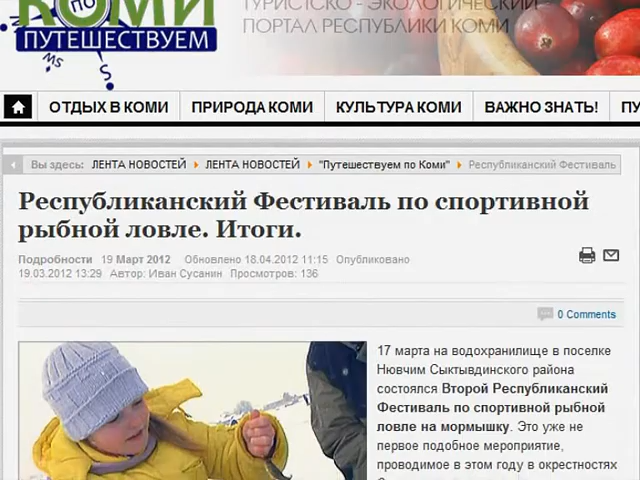 КОМИ
ПО
ПУТЕШЕСТВУЕМ
SW
S
ТУРИСТСКО - ЭКОЛОГИЧЕСКИЙ
ПОРТАЛ РЕСПУБЛИКИ КОМИ
ОТДЫХ В КОМИ ПРИРОДА КОМИ КУЛЬТУРА КОМИ ВАЖНО ЗНАТЬ! ПУ
Вы здесь: ЛЕНТА НОВОСТЕЙ ЛЕНТА НОВОСТЕЙ "Путешествуем по Коми" Республиканский Фестиваль
Республиканский Фестиваль по спортивной
рыбной ловле. Итоги.
Подробности 19 Март 2012 Обновлено 18.04.2012 11:15 Опубликовано
19.03.2012 13:29 Автор: Иван Сусанин Просмотров: 136
0 Comments
17 марта на водохранилище в поселке
Нювчим Сыктывдинского района
состоялся Второй Республиканский
Фестиваль по спортивной рыбной
ловле на мормышку. Это уже не
первое подобное мероприятие,
проводимое в этом году в окрестностях